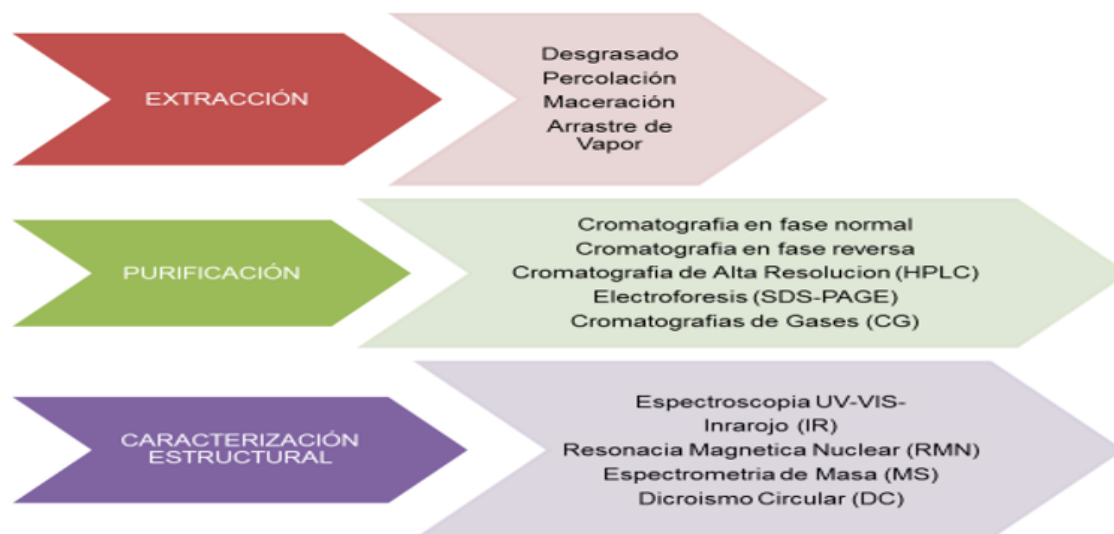 EXTRACCIÓN
Desgrasado
Percolación
Maceración
Arrastre de
Vapor
PURIFICACIÓN
Cromatografia en fase normal
Cromatografia en fase reversa
Cromatografia de Alta Resolucion (HPLC)
Electroforesis (SDS-PAGE)
Cromatografias de Gases (CG)
CARACTERIZACIÓN
ESTRUCTURAL
Espectroscopia UV-VIS-
Inrarojo (IR)
Resonacia Magnetica Nuclear (RMN)
Espectrometria de Masa (MS)
Dicroismo Circular (DC)